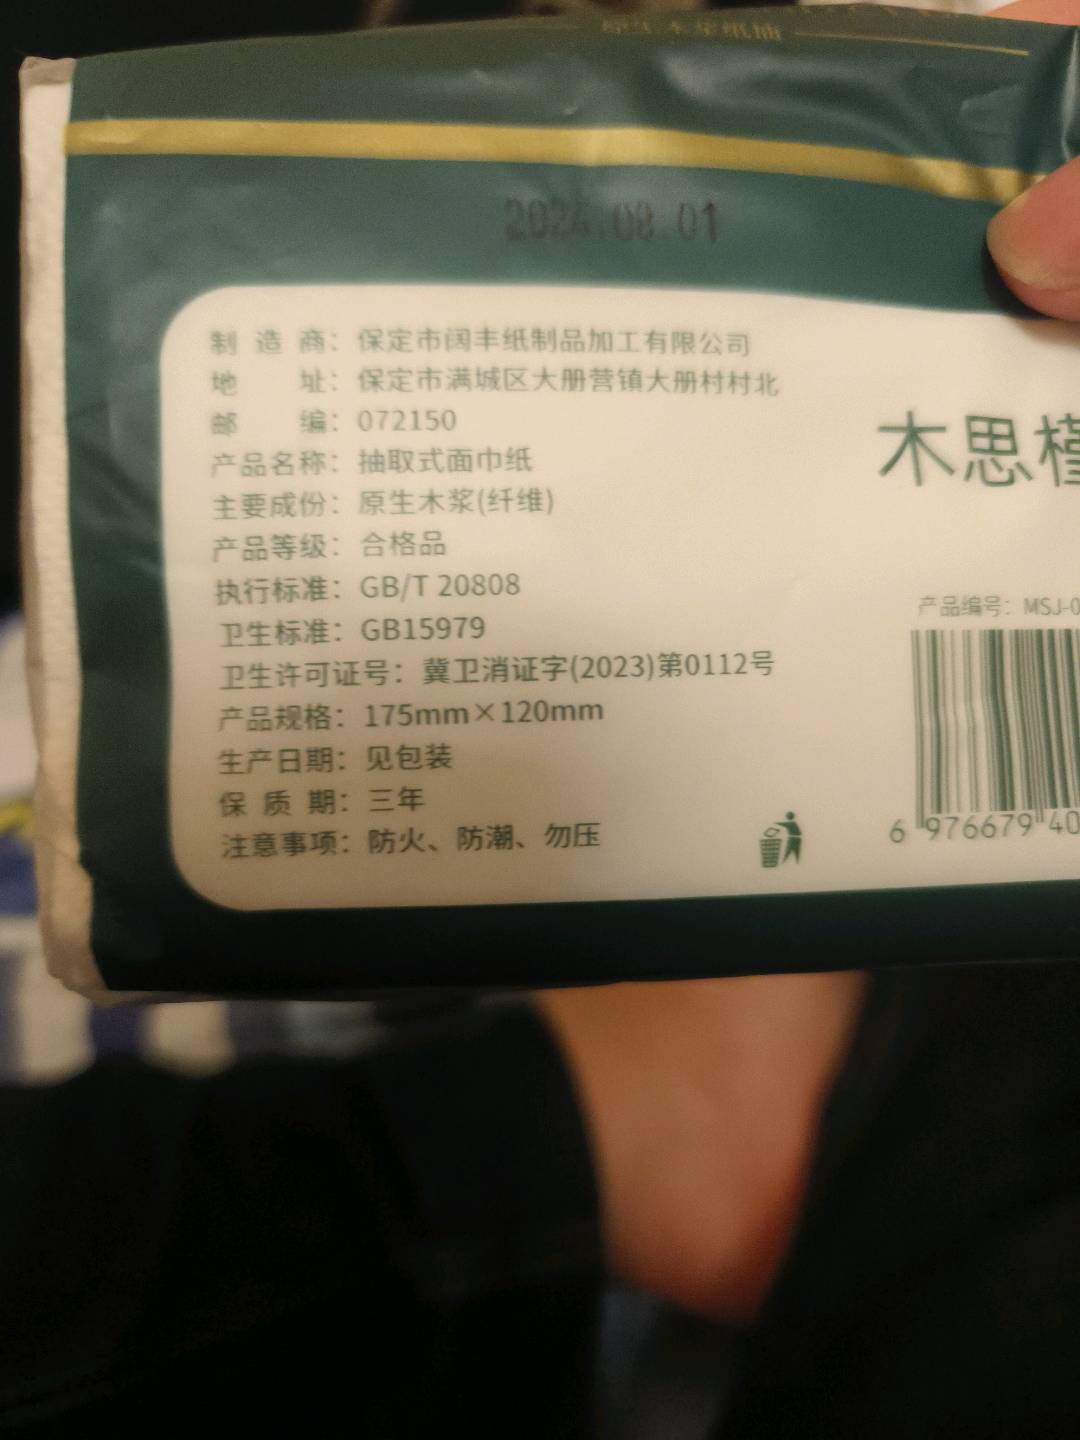 2024.08.01
制造商：保定市阔丰纸制品加工有限公司
地址：保定市满城区大册营镇大册村村北
邮编：072150
产品名称：抽取式面巾纸
主要成份：原生木浆(纤维)
产品等级：合格品
执行标准：GB/T 20808
卫生标准：GB15979
卫生许可证号：冀卫消证字(2023)第0112号
产品规格：175mm×120mm
生产日期：见包装
保质期：三年
注意事项：防火、防潮、勿压
木思槿
产品编号：MSJ-0
6 976679 40